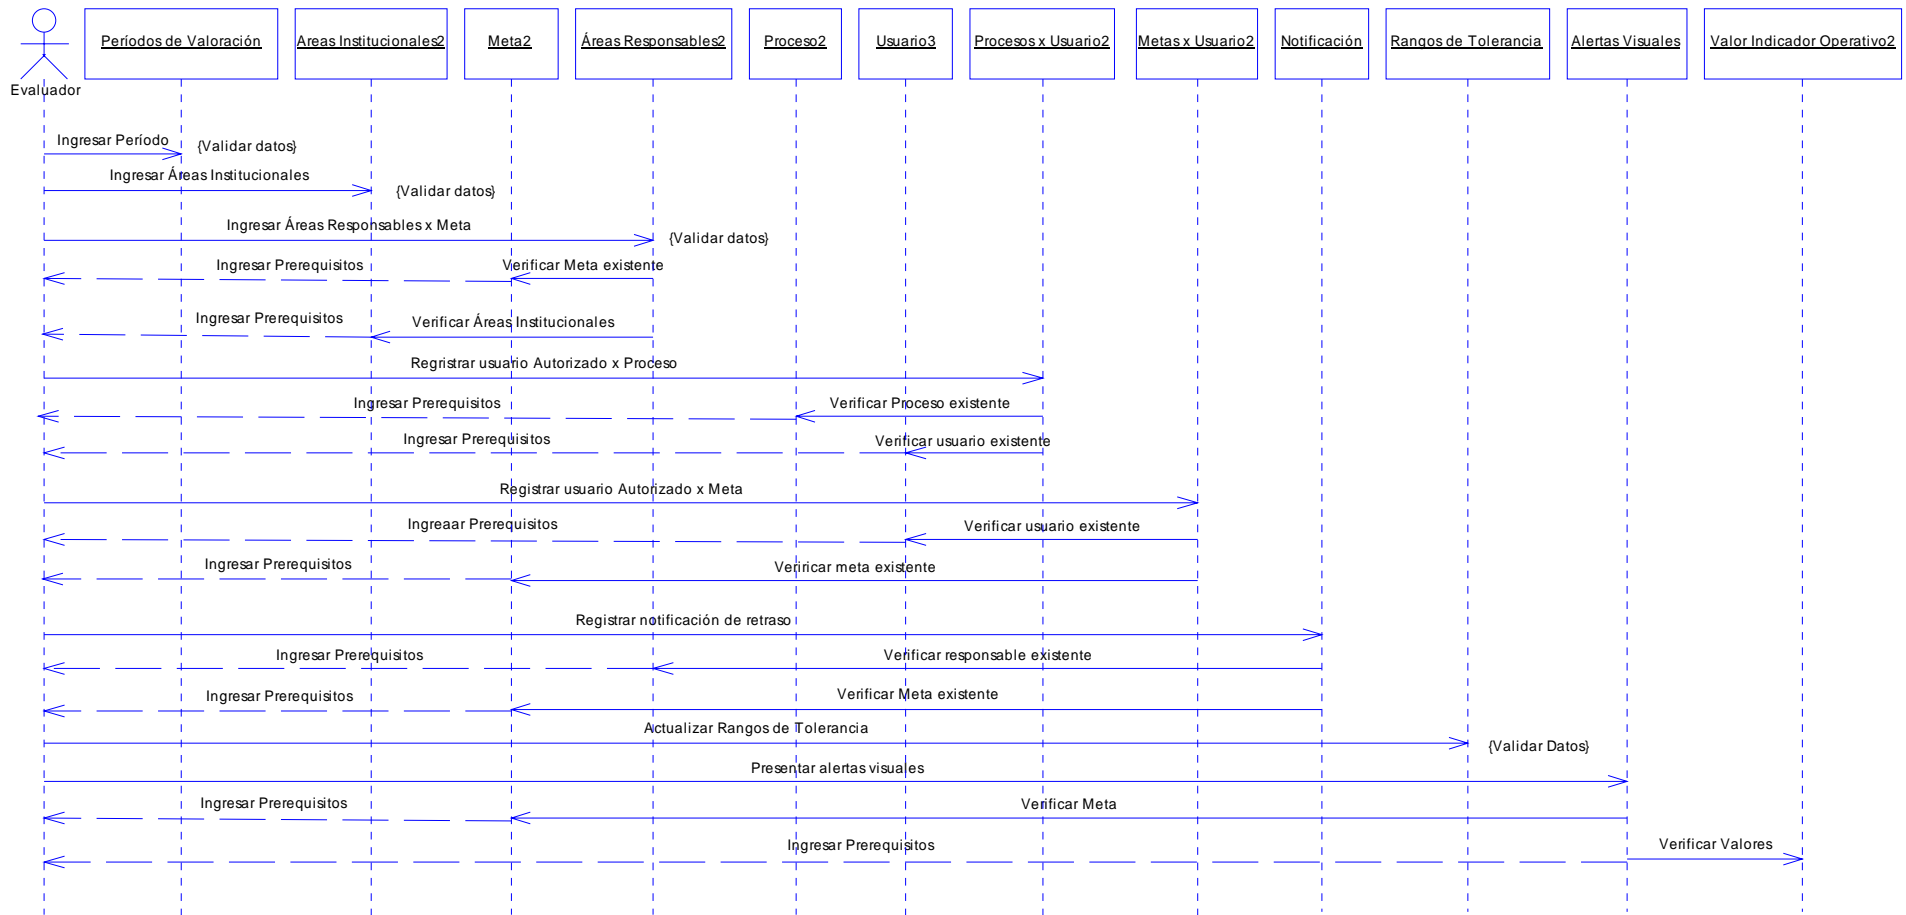 Períodos de Valoración
Areas Institucionales2
Meta2
Áreas Responsables2
Proceso2
Usuario3
Procesos x Usuario2
Metas x Usuario2
Notificación
Rangos de Tolerancia
Alertas Visuales
Valor Indicador Operativo2
Evaluador
Ingresar Período
{Validar datos}
Ingresar Áreas Institucionales
{Validar datos}
Ingresar Áreas Responsables x Meta
{Validar datos}
Ingresar Prerequisitos
Verificar Meta existente
Ingresar Prerequisitos
Verificar Áreas Institucionales
Regristrar usuario Autorizado x Proceso
Ingresar Prerequisitos
Verificar Proceso existente
Ingresar Prerequisitos
Verificar usuario existente
Registrar usuario Autorizado x Meta
Ingreaar Prerequisitos
Verificar usuario existente
Ingresar Prerequisitos
Veriricar meta existente
Registrar notificación de retraso
Ingresar Prerequisitos
Verificar responsable existente
Ingresar Prerequisitos
Verificar Meta existente
Actualizar Rangos de Tolerancia
{Validar Datos}
Presentar alertas visuales
Ingresar Prerequisitos
Verificar Meta
Ingresar Prerequisitos
Verificar Valores